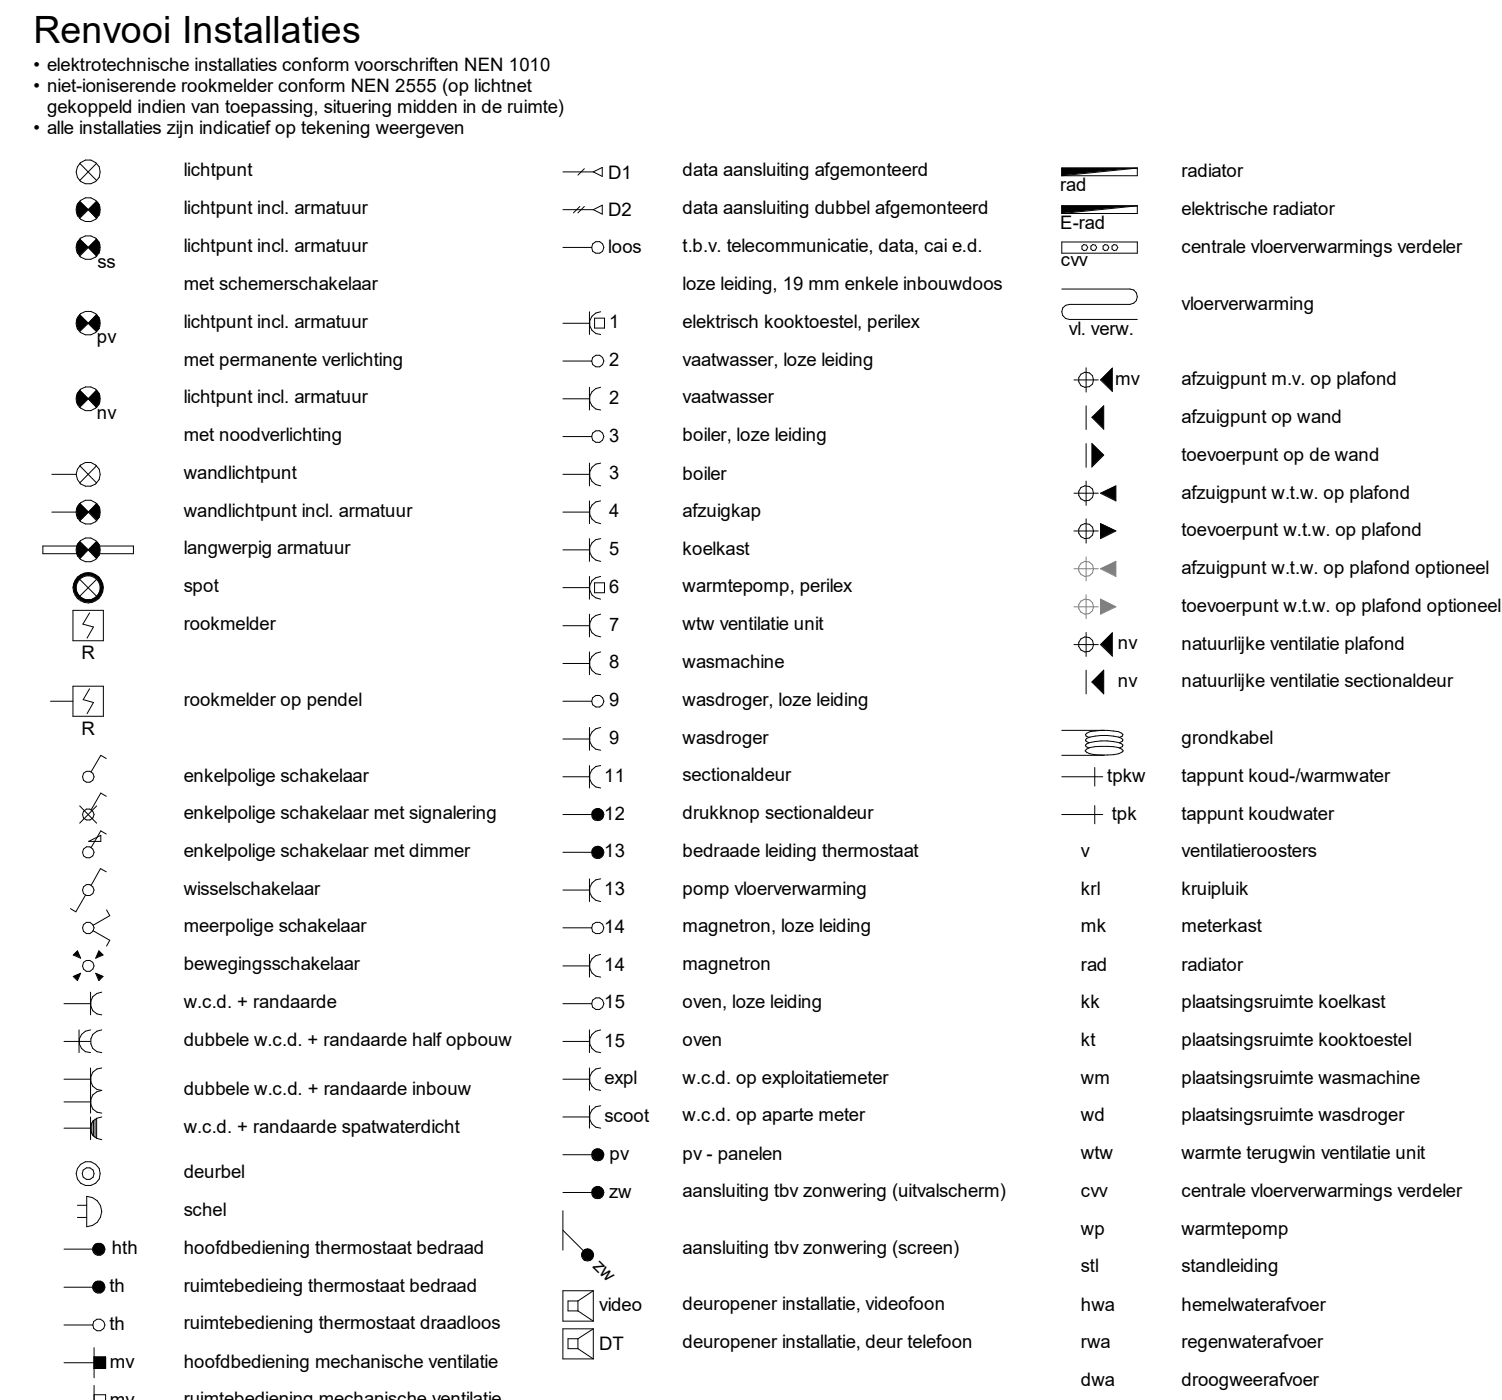 Renvooi Installaties
• elektrotechnische installaties conform voorschriften NEN 1010
• niet-ioniserende rookmelder conform NEN 2555 (op lichtnet
gekoppeld indien van toepassing, situering midden in de ruimte)
• alle installaties zijn indicatief op tekening weergeven
lichtpunt
lichtpunt incl. armatuur
ss lichtpunt incl. armatuur
met schemerschakelaar
pv lichtpunt incl. armatuur
met permanente verlichting
nv lichtpunt incl. armatuur
met noodverlichting
wandlichtpunt
wandlichtpunt incl. armatuur
langwerpig armatuur
spot
R rookmelder
R rookmelder op pendel
enkelpolige schakelaar
enkelpolige schakelaar met signalering
enkelpolige schakelaar met dimmer
wisselschakelaar
meerpolige schakelaar
bewegingsschakelaar
w.c.d. + randaarde
dubbele w.c.d. + randaarde half opbouw
dubbele w.c.d. + randaarde inbouw
w.c.d. + randaarde spatwaterdicht
deurbel
schel
hth hoofdbediening thermostaat bedraad
th ruimtebedieing thermostaat bedraad
th ruimtebediening thermostaat draadloos
mv hoofdbediening mechanische ventilatie
mv ruimtebediening mechanische ventilatie
D1 data aansluiting afgemonteerd
D2 data aansluiting dubbel afgemonteerd
loos t.b.v. telecommunicatie, data, cai e.d.
loze leiding, 19 mm enkele inbouwdoos
1 elektrisch kooktoestel, perilex
2 vaatwasser, loze leiding
2 vaatwasser
3 boiler, loze leiding
3 boiler
4 afzuigkap
5 koelkast
6 warmtepomp, perilex
7 wtw ventilatie unit
8 wasmachine
9 wasdroger, loze leiding
9 wasdroger
11 sectionaldeur
12 drukknop sectionaldeur
13 bedraade leiding thermostaat
13 pomp vloerverwarming
14 magnetron, loze leiding
14 magnetron
15 oven, loze leiding
15 oven
expl w.c.d. op exploitatiemeter
scoot w.c.d. op aparte meter
pv pv - panelen
zw aansluiting tbv zonwering (uitvalscherm)
zw aansluiting tbv zonwering (screen)
video deuropener installatie, videofoon
DT deuropener installatie, deur telefoon
rad radiator
E-rad elektrische radiator
cvv centrale vloerverwarmings verdeler
vl. verw. vloerverwarming
mv afzuigpunt m.v. op plafond
afzuigpunt op wand
toevoerpunt op de wand
afzuigpunt w.t.w. op plafond
toevoerpunt w.t.w. op plafond
afzuigpunt w.t.w. op plafond optioneel
toevoerpunt w.t.w. op plafond optioneel
nv natuurlijke ventilatie plafond
nv natuurlijke ventilatie sectionaldeur
grondkabel
tpkw tappunt koud-/warmwater
tpk tappunt koudwater
v ventilatieroosters
krl kruipluik
mk meterkast
rad radiator
kk plaatsingsruimte koelkast
kt plaatsingsruimte kooktoestel
wm plaatsingsruimte wasmachine
wd plaatsingsruimte wasdroger
wtw warmte terugwin ventilatie unit
cvv centrale vloerverwarmings verdeler
wp warmtepomp
stl standleiding
hwa hemelwaterafvoer
rwa regenwaterafvoer
dwa droogweerafvoer